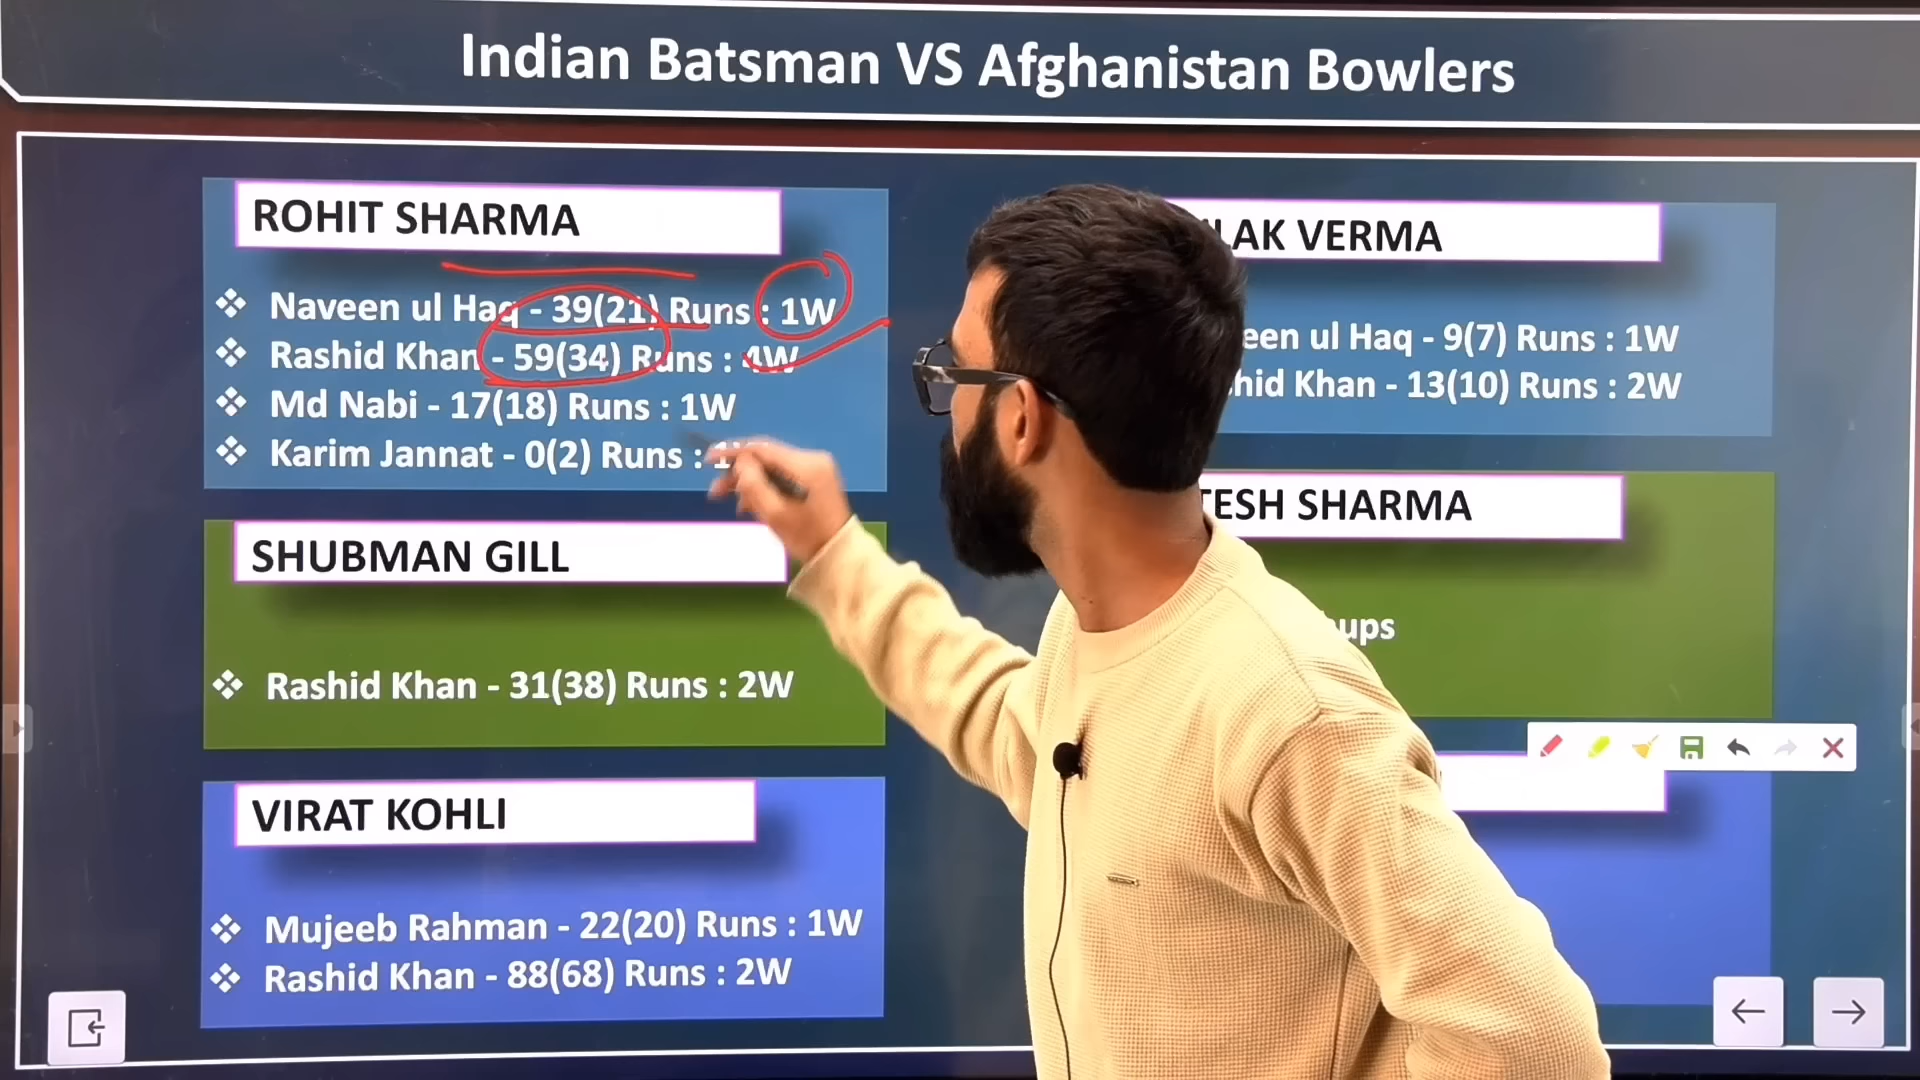 Indian Batsman VS Afghanistan Bowlers
ROHIT SHARMA
Naveen ul Haq - 39(21) Runs : 1W
Rashid Khan - 59(34) Runs : 4W
Md Nabi - 17(18) Runs : 1W
Karim Jannat - 0(2) Runs :
SHUBMAN GILL
Rashid Khan - 31(38) Runs : 2W
VIRAT KOHLI
Mujeeb Rahman - 22(20) Runs : 1W
Rashid Khan - 88(68) Runs : 2W
LAK VERMA
een ul Haq - 9(7) Runs : 1W
hid Khan - 13(10) Runs : 2W
TESH SHARMA
ups